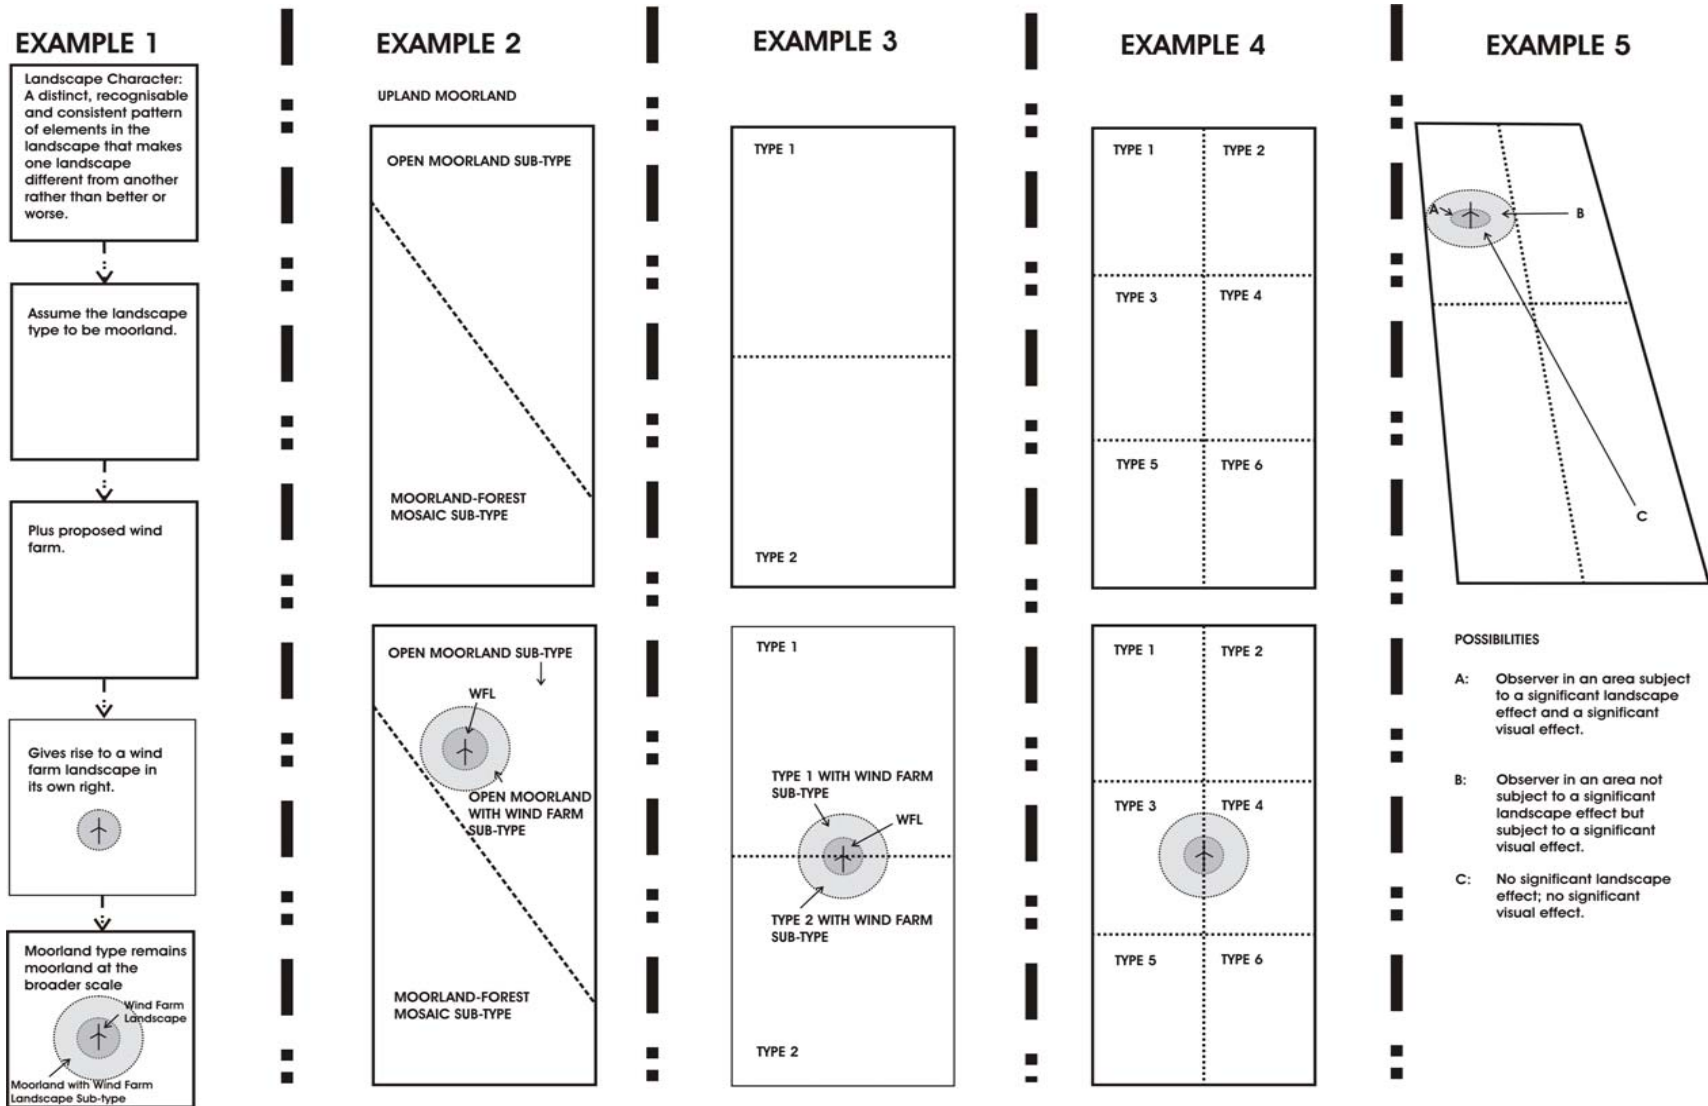 EXAMPLE 1
Landscape Character:
A distinct, recognisable
and consistent pattern
of elements in the
landscape that makes
one landscape
different from another
rather than better or
worse.
Assume the landscape
type to be moorland.
Plus proposed wind
farm.
Gives rise to a wind
farm landscape in
its own right.
Moorland type remains
moorland at the
broader scale
Wind Farm
Landscape
Moorland with Wind Farm
Landscape Sub-type
EXAMPLE 2
UPLAND MOORLAND
OPEN MOORLAND SUB-TYPE
MOORLAND-FOREST
MOSAIC SUB-TYPE
OPEN MOORLAND SUB-TYPE
WFL
OPEN MOORLAND
WITH WIND FARM
SUB-TYPE
MOORLAND-FOREST
MOSAIC SUB-TYPE
EXAMPLE 3
TYPE 1
TYPE 2
TYPE 1
TYPE 1 WITH WIND FARM
SUB-TYPE
WFL
TYPE 2 WITH WIND FARM
SUB-TYPE
TYPE 2
EXAMPLE 4
TYPE 1 TYPE 2
TYPE 3 TYPE 4
TYPE 5 TYPE 6
TYPE 1 TYPE 2
TYPE 3 TYPE 4
TYPE 5 TYPE 6
EXAMPLE 5
A
B
C
POSSIBILITIES
A: Observer in an area subject
to a significant landscape
effect and a significant
visual effect.
B: Observer in an area not
subject to a significant
landscape effect but
subject to a significant
visual effect.
C: No significant landscape
effect; no significant
visual effect.